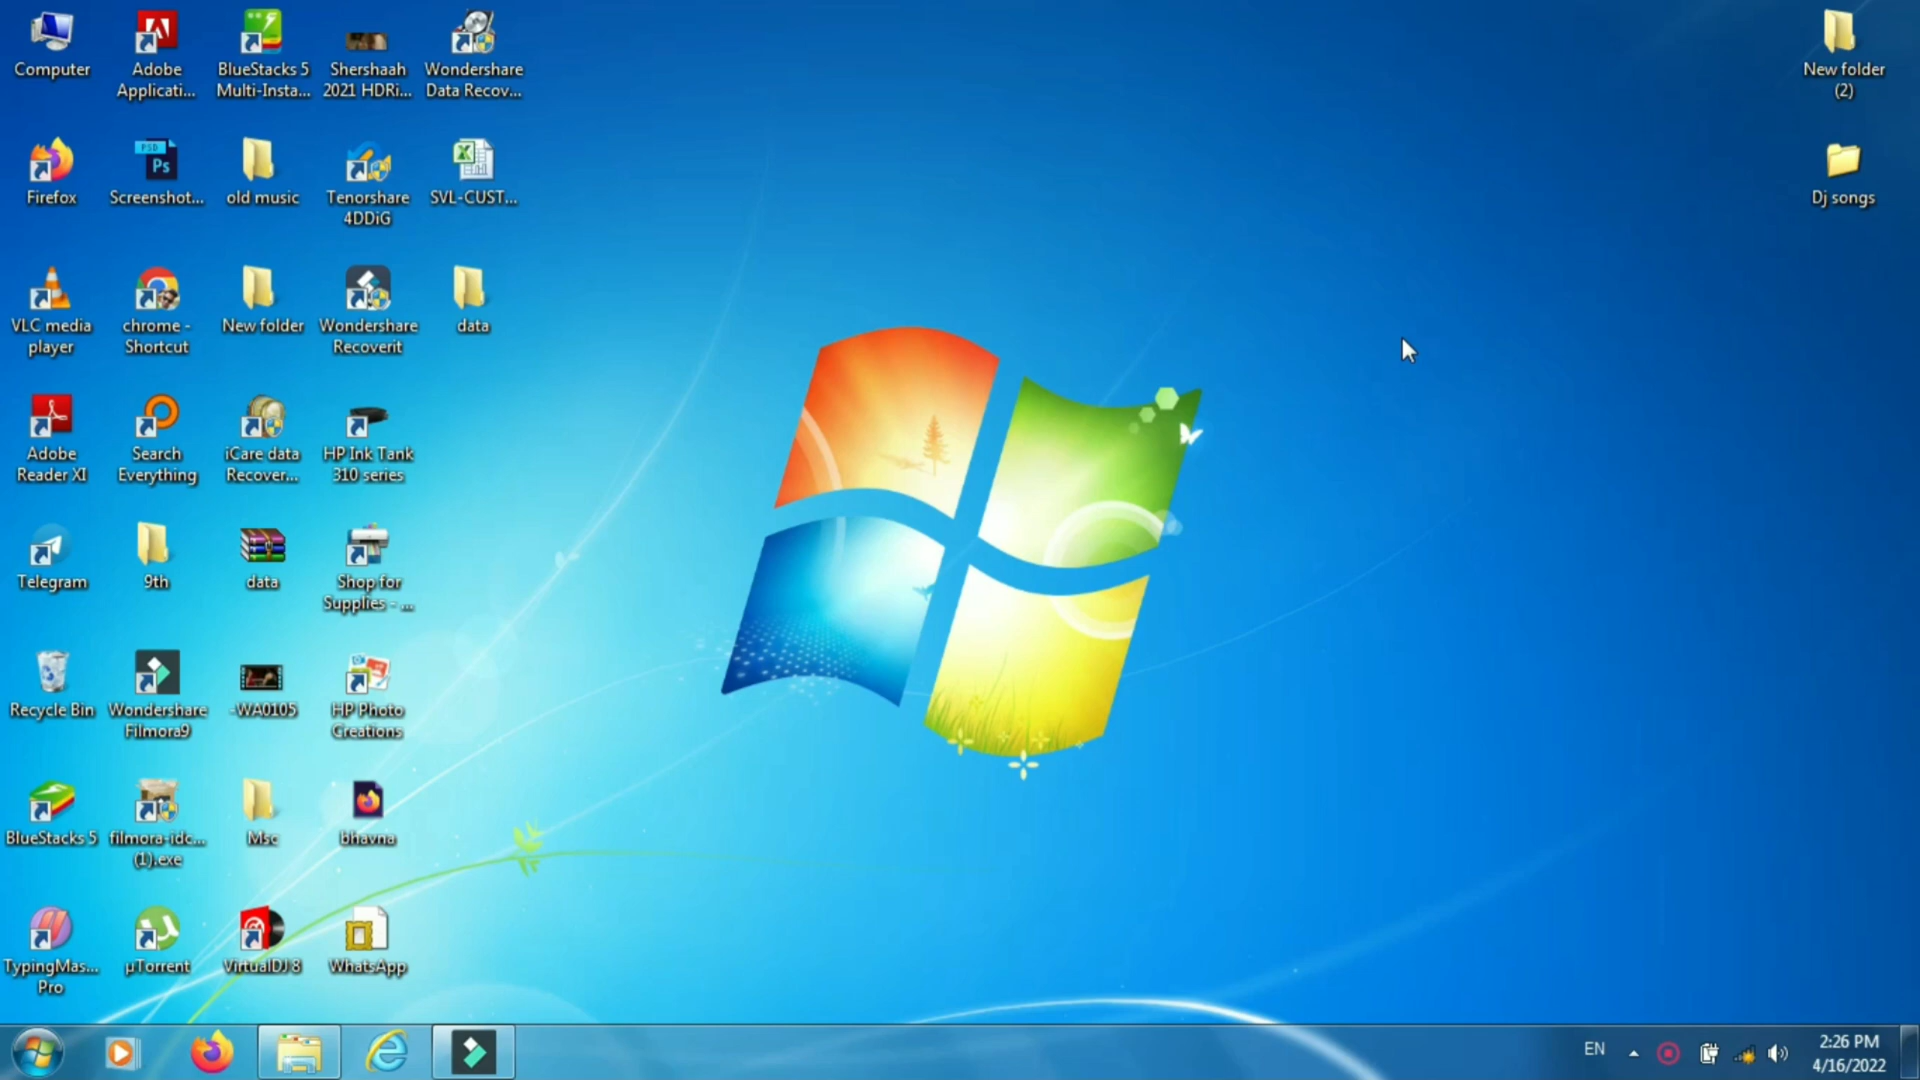 Computer
Adobe
Applicati...
BlueStacks 5
Multi-Insta...
Shershaah
2021 HDRi...
Wondershare
Data Recov...
New folder
(2)
Firefox
PSD
Ps
Screenshot...
old music
Tenorshare
4DDiG
SVL-CUST...
Dj songs
VLC media
player
chrome -
Shortcut
New folder
Wondershare
Recoverit
data
Adobe
Reader XI
Search
Everything
iCare data
Recover...
HP Ink Tank
310 series
Telegram
9th
data
Shop for
Supplies - ...
Recycle Bin
Wondershare
Filmora9
-WA0105
HP Photo
Creations
BlueStacks 5
filmora-idc...
(1).exe
Msc
bhavna
TypingMas...
Pro
µTorrent
VirtualDJ 8
WhatsApp
EN
2:26 PM
4/16/2022